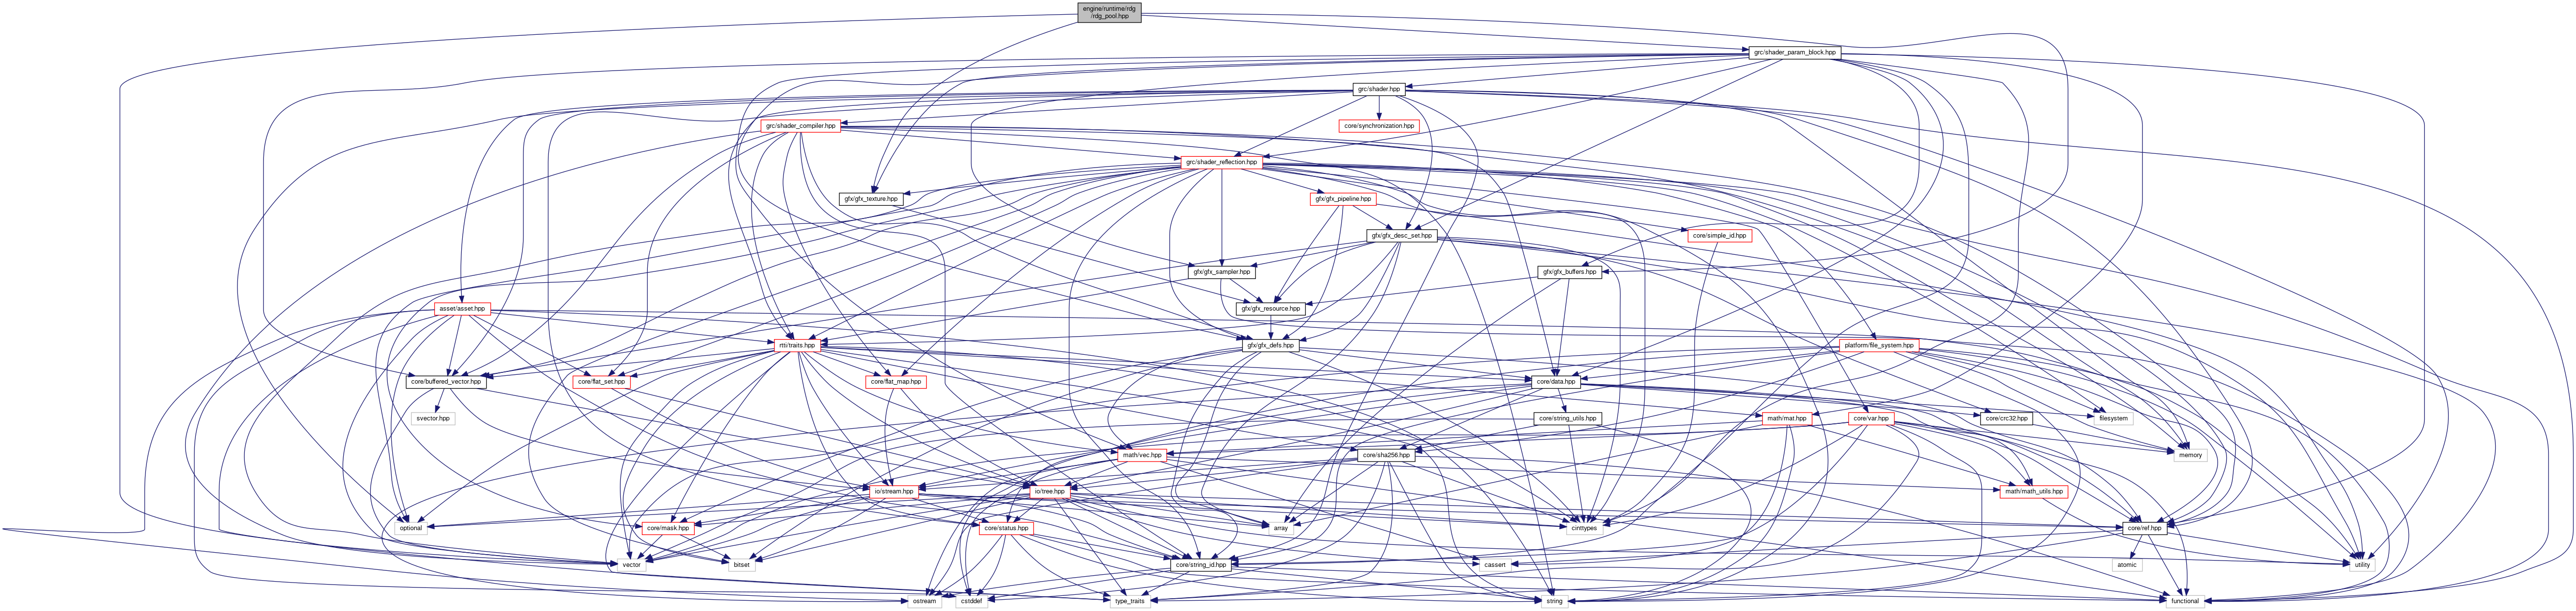 engine/runtime/rdg
/rdg_pool.hpp
grc/shader_param_block.hpp
grc/shader.hpp
grc/shader_compiler.hpp
core/synchronization.hpp
grc/shader_reflection.hpp
gfx/gfx_texture.hpp
gfx/gfx_pipeline.hpp
gfx/gfx_desc_set.hpp
core/simple_id.hpp
gfx/gfx_sampler.hpp
gfx/gfx_buffers.hpp
asset/asset.hpp
gfx/gfx_resource.hpp
rtti/traits.hpp
gfx/gfx_defs.hpp
platform/file_system.hpp
core/buffered_vector.hpp
core/flat_set.hpp
core/flat_map.hpp
core/data.hpp
svector.hpp
core/string_utils.hpp
math/mat.hpp
core/var.hpp
core/crc32.hpp
filesystem
math/vec.hpp
core/sha256.hpp
memory
io/stream.hpp
io/tree.hpp
math/math_utils.hpp
optional
core/mask.hpp
core/status.hpp
array
cinttypes
core/ref.hpp
vector
bitset
core/string_id.hpp
cassert
atomic
utility
ostream
cstddef
type_traits
string
functional